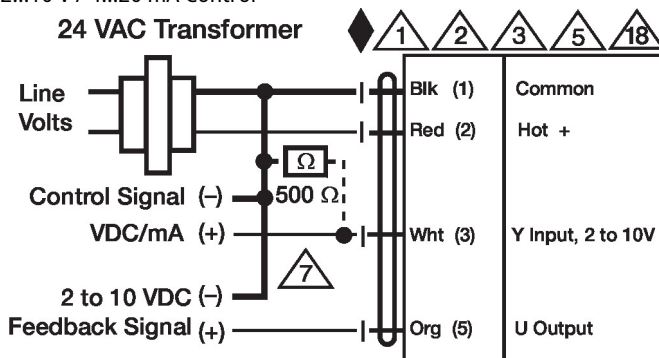 24 VAC Transformer
1 2 3 5 18
Line
Volts
Blk (1) Common
Red (2) Hot +
Ω
500 Ω
Control Signal (–)
VDC/mA (+)
Wht (3) Y Input, 2 to 10V
7
2 to 10 VDC (–)
Feedback Signal (+)
Org (5) U Output